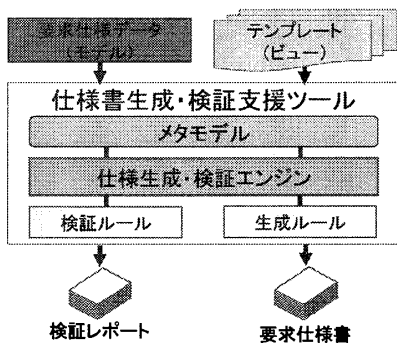 要求仕様データ
(モデル)
テンプレート
(ビュー)
仕様書生成・検証支援ツール
メタモデル
仕様生成・検証エンジン
検証ルール
生成ルール
検証レポート
要求仕様書